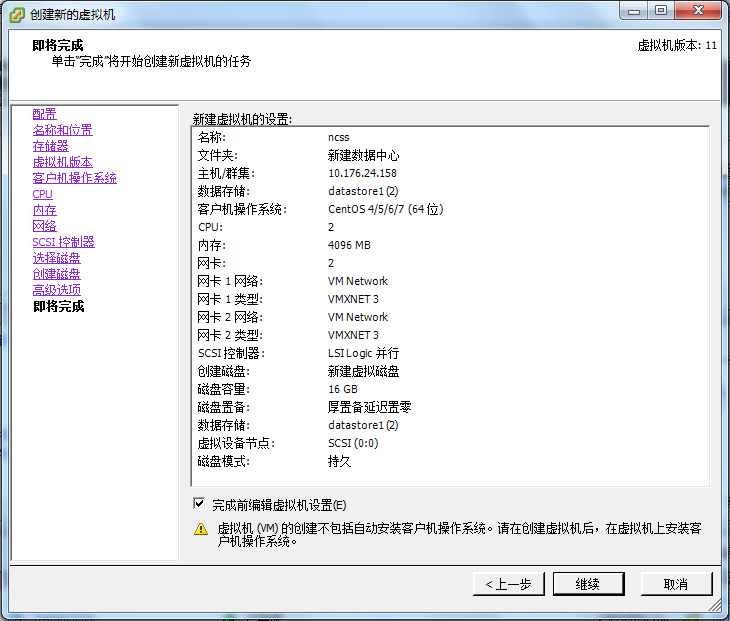 创建新的虚拟机
即将完成
单击"完成"将开始创建新虚拟机的任务
虚拟机版本: 11
配置
名称和位置
存储器
虚拟机版本
客户机操作系统
CPU
内存
网络
SCSI 控制器
选择磁盘
创建磁盘
高级选项
即将完成
新建虚拟机的设置:
名称: ncss
文件夹: 新建数据中心
主机/群集: 10.176.24.158
数据存储: datastore1 (2)
客户机操作系统: CentOS 4/5/6/7 (64 位)
CPU: 2
内存: 4096 MB
网卡: 2
网卡 1 网络: VM Network
网卡 1 类型: VMXNET 3
网卡 2 网络: VM Network
网卡 2 类型: VMXNET 3
SCSI 控制器: LSI Logic 并行
创建磁盘: 新建虚拟磁盘
磁盘容量: 16 GB
磁盘置备: 厚置备延迟置零
数据存储: datastore1 (2)
虚拟设备节点: SCSI (0:0)
磁盘模式: 持久
完成前编辑虚拟机设置(E)
虚拟机 (VM) 的创建不包括自动安装客户机操作系统。请在创建虚拟机后，在虚拟机上安装客
户机操作系统。
< 上一步
继续
取消